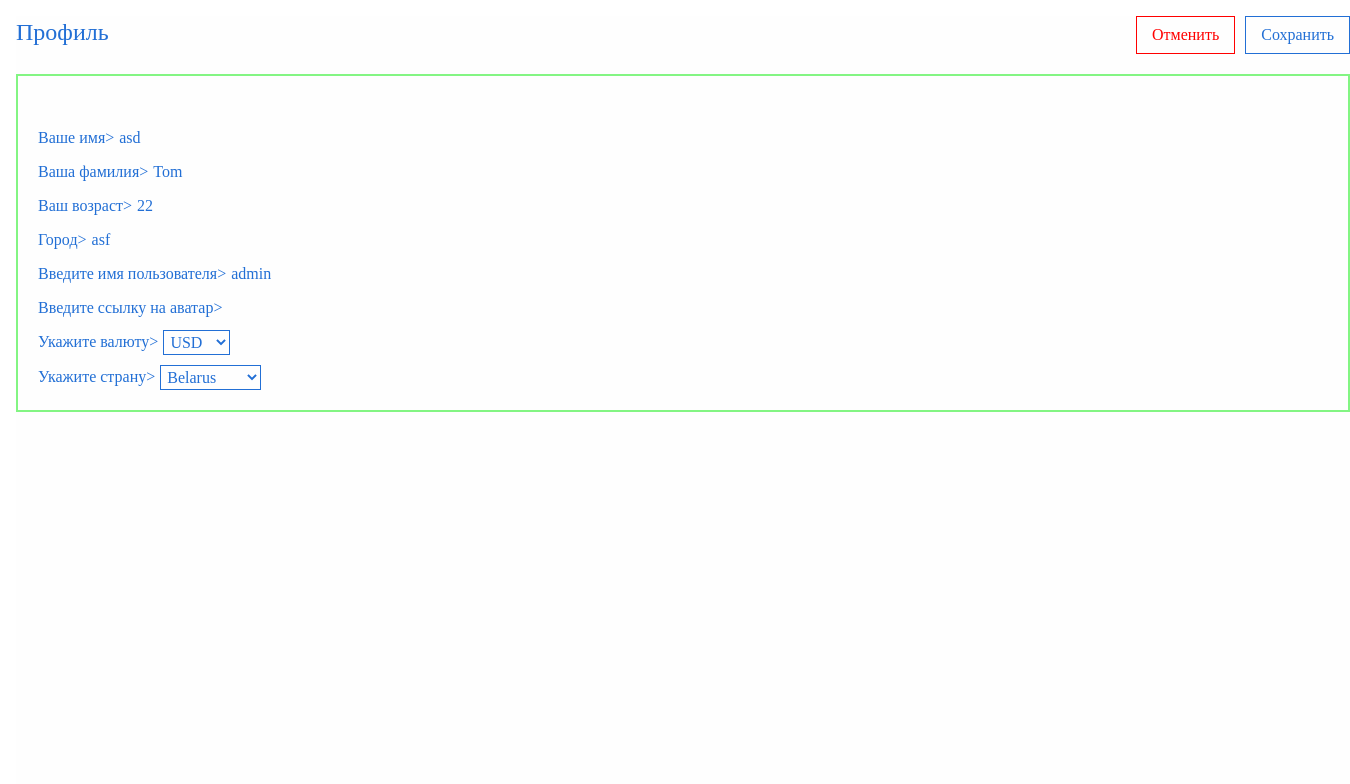 Профиль
Отменить Сохранить
Ваше имя> asd
Ваша фамилия> Tom
Ваш возраст> 22
Город> asf
Введите имя пользователя> admin
Введите ссылку на аватар>
Укажите валюту> USD
Укажите страну> Belarus